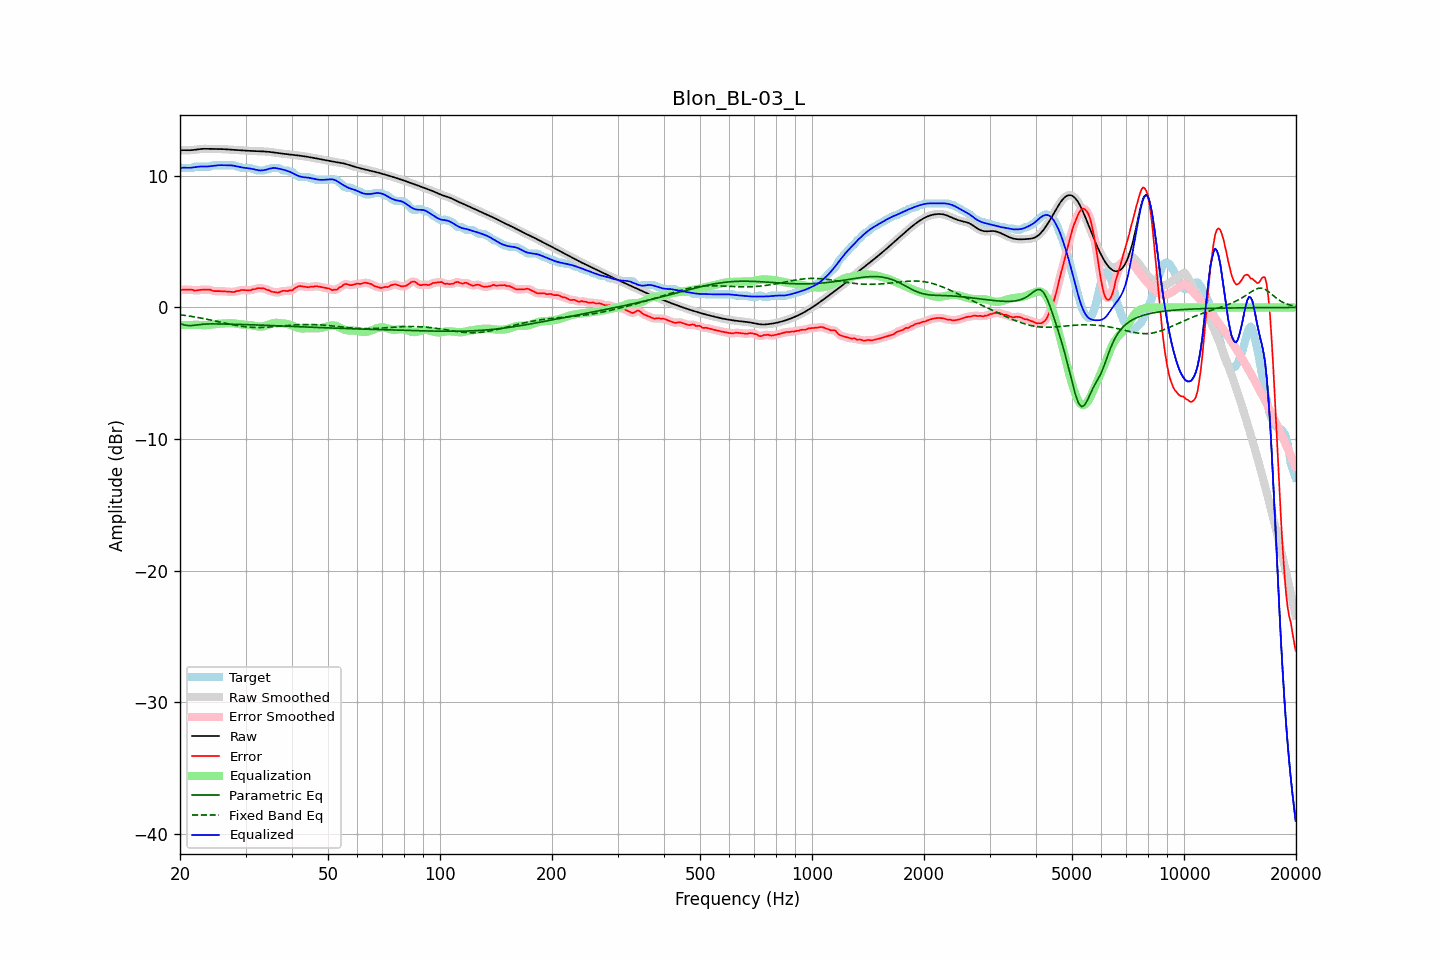 Blon_BL-03_L
Amplitude (dBr)
10
0
−10
−20
−30
−40
Target
Raw Smoothed
Error Smoothed
Raw
Error
Equalization
Parametric Eq
Fixed Band Eq
Equalized
20 50 100 200 500 1000 2000 5000 10000 20000
Frequency (Hz)